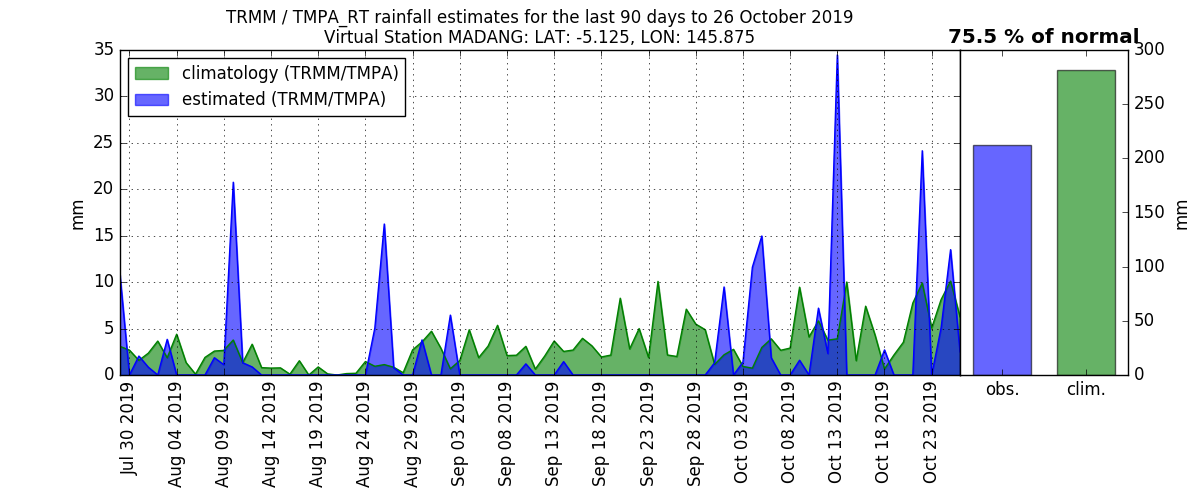 TRMM / TMPA_RT rainfall estimates for the last 90 days to 26 October 2019
Virtual Station MADANG: LAT: -5.125, LON: 145.875
75.5 % of normal
climatology (TRMM/TMPA)
estimated (TRMM/TMPA)
35
30
25
20
15
10
5
0
mm
Jul 30 2019
Aug 04 2019
Aug 09 2019
Aug 14 2019
Aug 19 2019
Aug 24 2019
Aug 29 2019
Sep 03 2019
Sep 08 2019
Sep 13 2019
Sep 18 2019
Sep 23 2019
Sep 28 2019
Oct 03 2019
Oct 08 2019
Oct 13 2019
Oct 18 2019
Oct 23 2019
300
250
200
150
100
50
0
mm
obs.
clim.